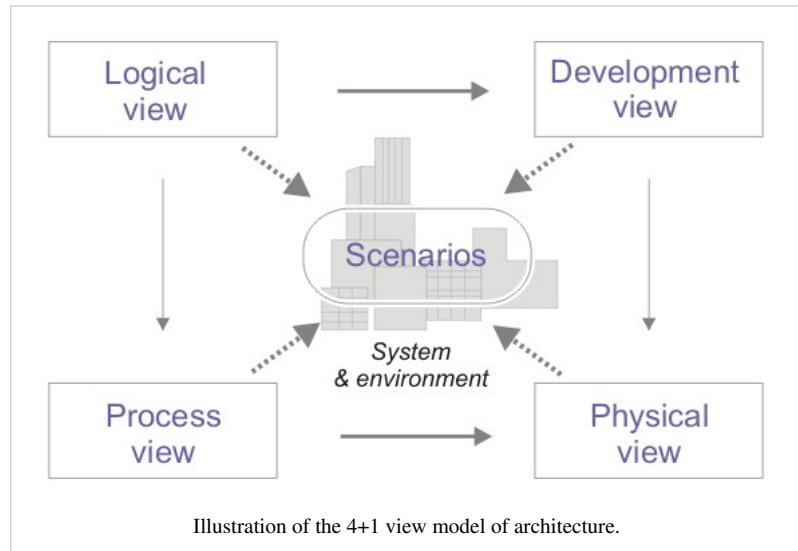 Logical
view
Development
view
Scenarios
System
& environment
Process
view
Physical
view
Illustration of the 4+1 view model of architecture.